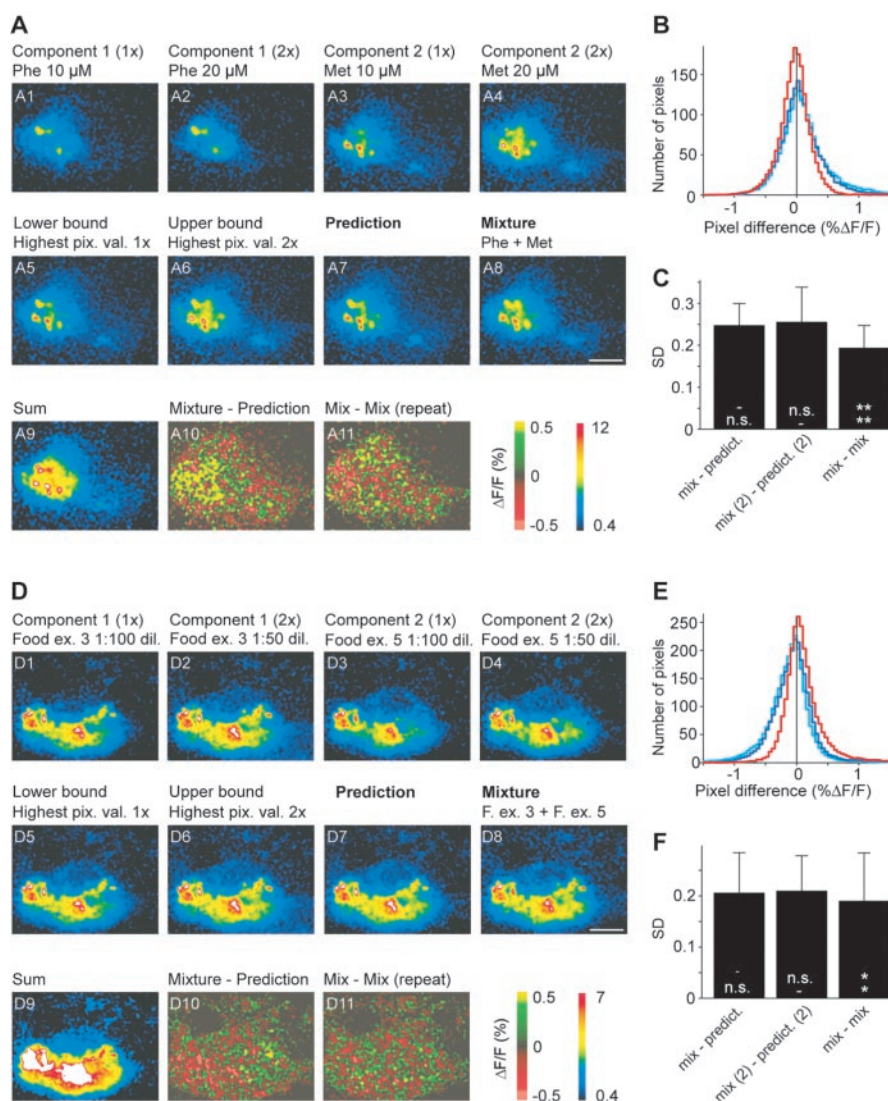 A
Component 1 (1x) Component 1 (2x) Component 2 (1x) Component 2 (2x)
Phe 10 µM Phe 20 µM Met 10 µM Met 20 µM
A1 A2 A3 A4
Lower bound Upper bound Prediction Mixture
Highest pix. val. 1x Highest pix. val. 2x Phe + Met
A5 A6 A7 A8
Sum Mixture - Prediction Mix - Mix (repeat)
A9 A10 A11
0.5
0
-0.5
ΔF/F (%)
12
0.4
B
Number of pixels
150
100
50
0
-1 0 1
Pixel difference (%ΔF/F)
C
SD
0.3
0.2
0.1
0
- n.s. **
n.s. - **
mix - predict.
mix (2) - predict. (2)
mix - mix
D
Component 1 (1x) Component 1 (2x) Component 2 (1x) Component 2 (2x)
Food ex. 3 1:100 dil. Food ex. 3 1:50 dil. Food ex. 5 1:100 dil. Food ex. 5 1:50 dil.
D1 D2 D3 D4
Lower bound Upper bound Prediction Mixture
Highest pix. val. 1x Highest pix. val. 2x F. ex. 3 + F. ex. 5
D5 D6 D7 D8
Sum Mixture - Prediction Mix - Mix (repeat)
D9 D10 D11
0.5
0
-0.5
ΔF/F (%)
7
0.4
E
Number of pixels
250
200
150
100
50
0
-1 0 1
Pixel difference (%ΔF/F)
F
SD
0.2
0.1
0
- n.s. *
n.s. - *
mix - predict.
mix (2) - predict. (2)
mix - mix